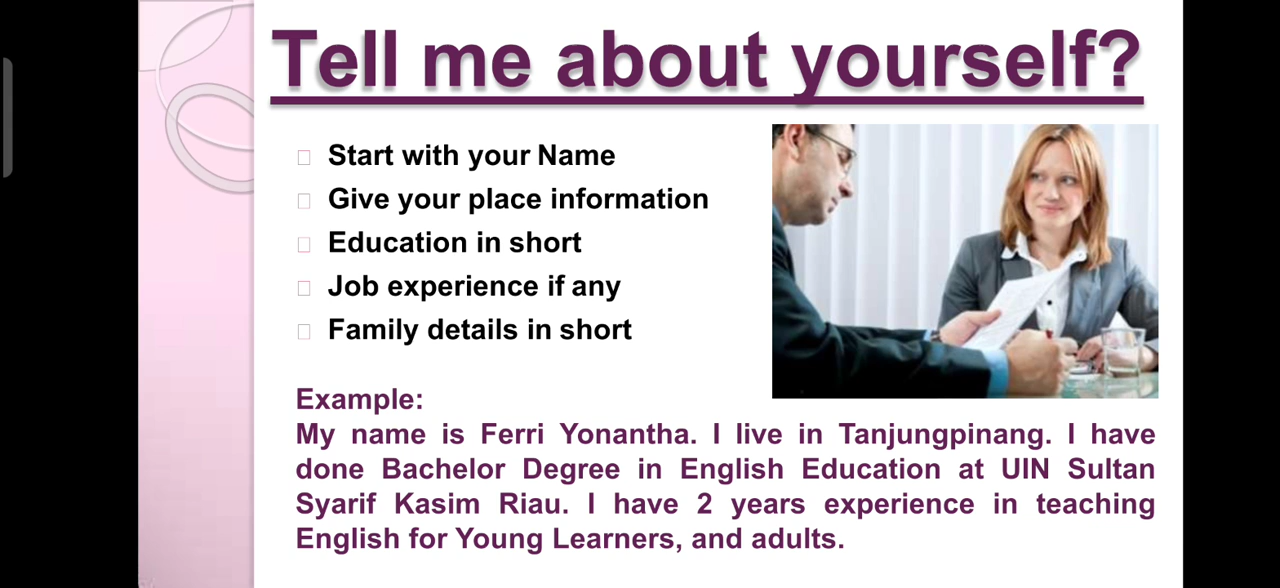 Tell me about yourself?
Start with your Name
Give your place information
Education in short
Job experience if any
Family details in short
Example:
My name is Ferri Yonantha. I live in Tanjungpinang. I have
done Bachelor Degree in English Education at UIN Sultan
Syarif Kasim Riau. I have 2 years experience in teaching
English for Young Learners, and adults.